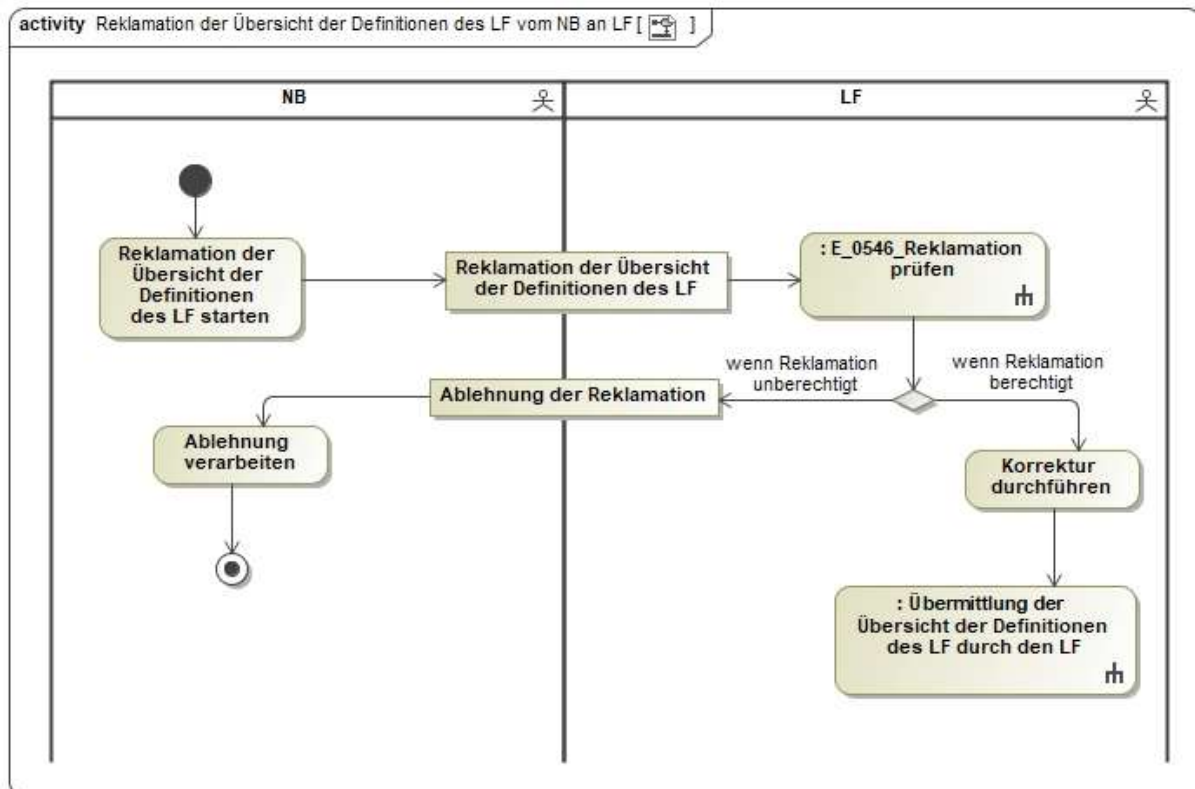 activity Reklamation der Übersicht der Definitionen des LF vom NB an LF [ ]
NB
LF
Reklamation der
Übersicht der
Definitionen
des LF starten
Reklamation der Übersicht
der Definitionen des LF
: E_0546_Reklamation
prüfen
wenn Reklamation
unberechtigt
wenn Reklamation
berechtigt
Ablehnung der Reklamation
Ablehnung
verarbeiten
Korrektur
durchführen
: Übermittlung der
Übersicht der Definitionen
des LF durch den LF